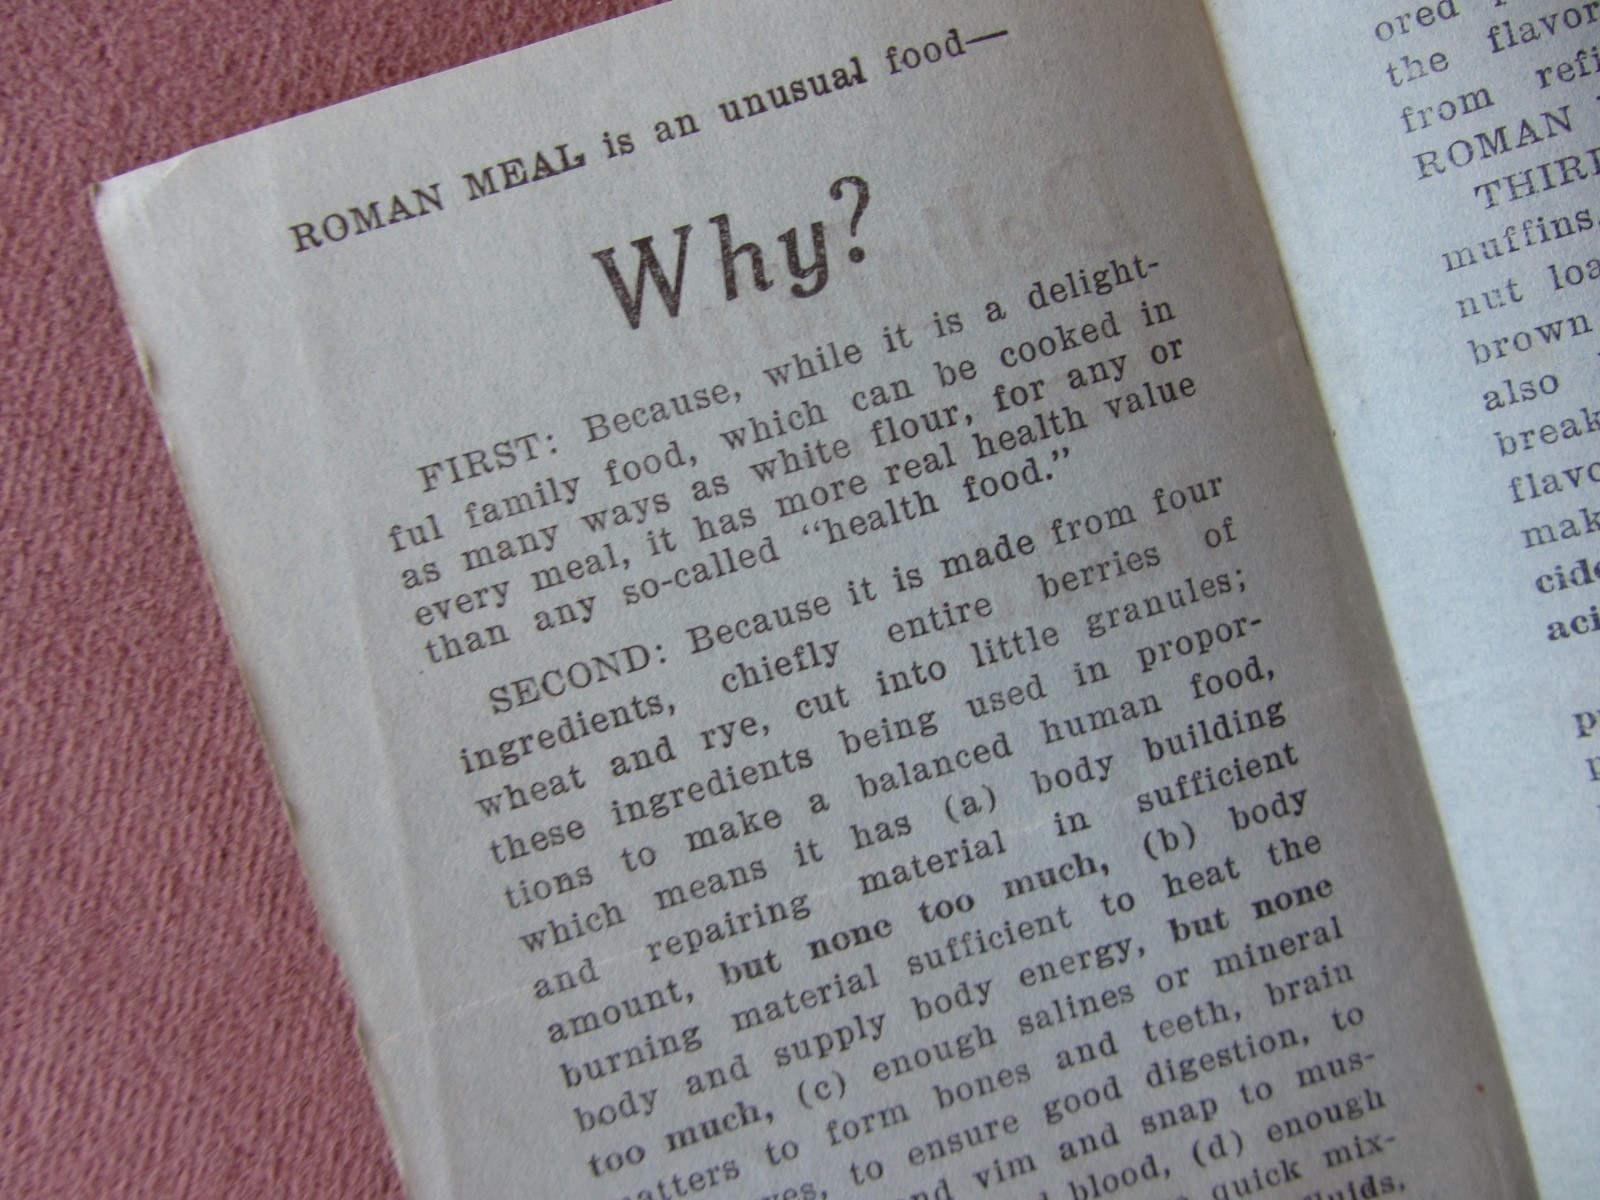 ROMAN MEAL is an unusual food—
Why?
FIRST: Because, while it is a delight-
ful family food, which can be cooked in
as many ways as white flour, for any or
every meal, it has more real health value
than any so-called “health food.”
SECOND: Because it is made from four
ingredients, chiefly entire berries of
wheat and rye, cut into little granules;
these ingredients being used in propor-
tions to make a balanced human food,
which means it has (a) body building
and repairing material in sufficient
amount, but none too much, (b) body
burning material sufficient to heat the
body and supply body energy, but none
too much, (c) enough salines or mineral
to form bones and teeth, brain
to ensure good digestion, to
vim and snap to mus-
blood, (d) enough
quick mix-
ored
the flavor
from
ROMAN
THIRD
muffins,
nut
brown
also